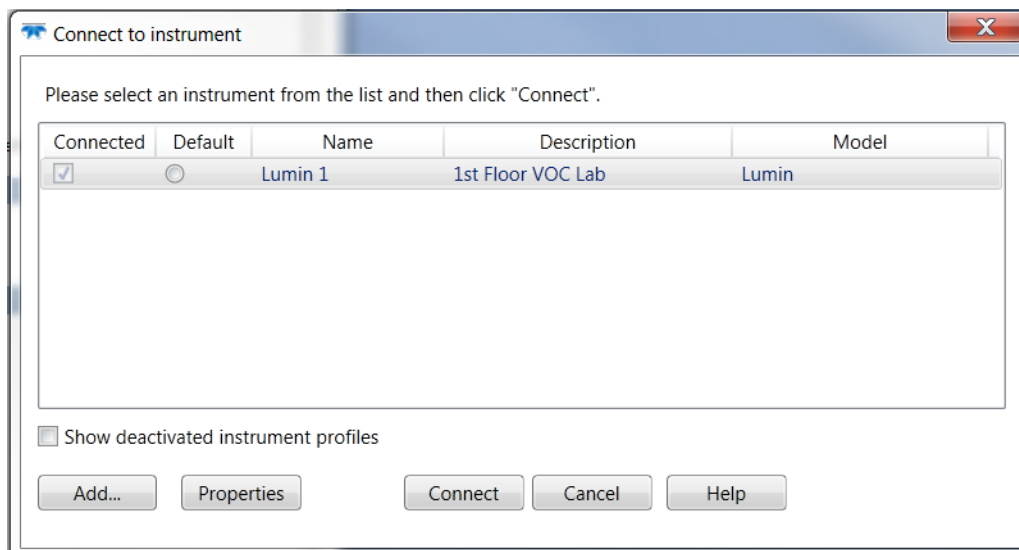 Connect to instrument
X
Please select an instrument from the list and then click "Connect".
Connected Default Name Description Model
Lumin 1 1st Floor VOC Lab Lumin
Show deactivated instrument profiles
Add... Properties Connect Cancel Help